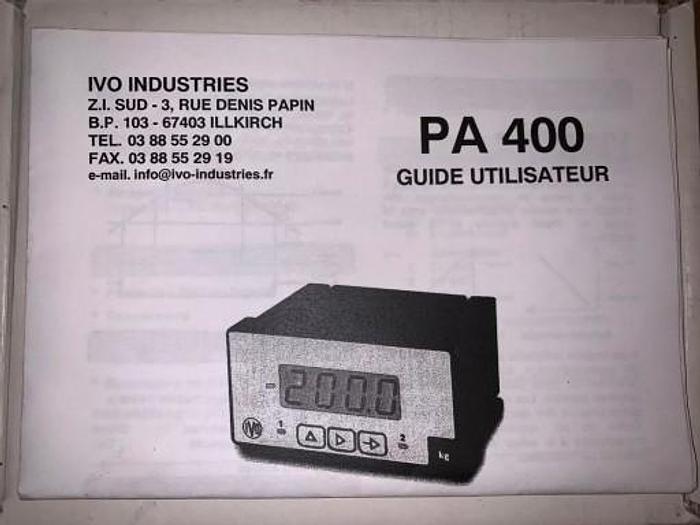 IVO INDUSTRIES
Z.I. SUD - 3, RUE DENIS PAPIN
B.P. 103 - 67403 ILLKIRCH
TEL. 03 88 55 29 00
FAX. 03 88 55 29 19
e-mail. info@ivo-industries.fr
PA 400
GUIDE UTILISATEUR
200.0
IVO
1
2
kg